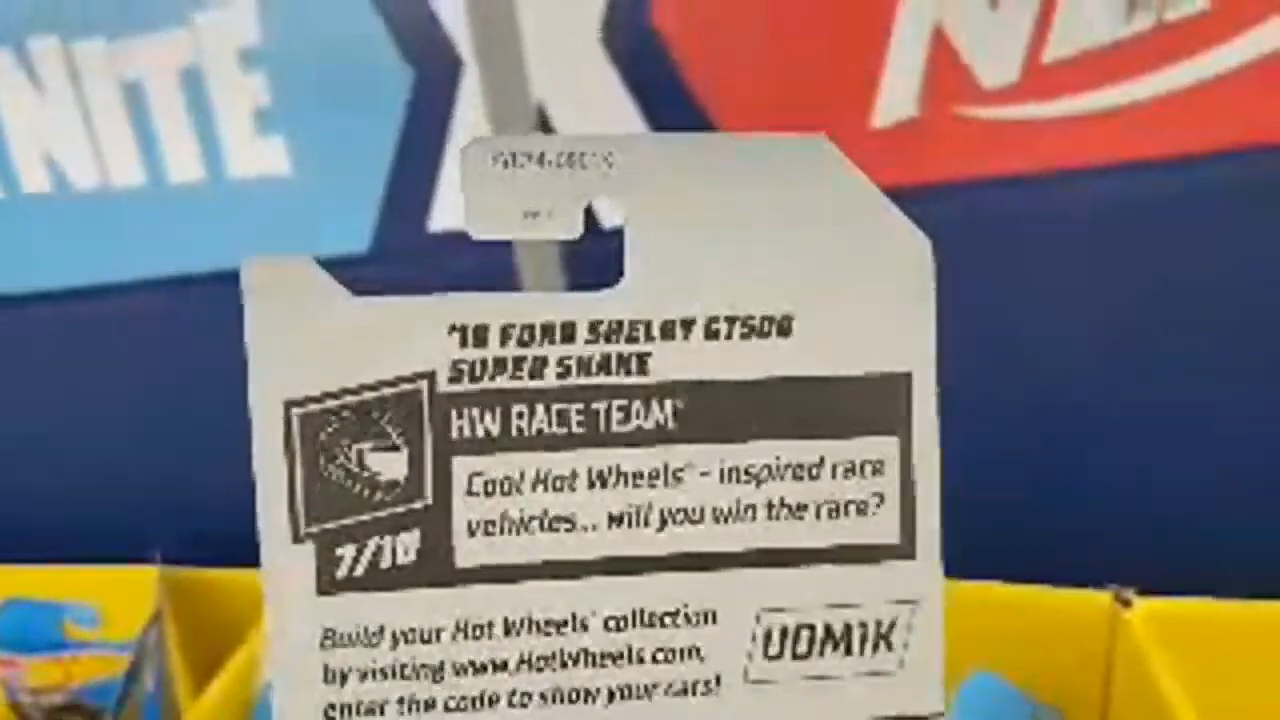 NITE
'18 FORD SHELBY GT500
SUPER SNAKE
HW RACE TEAM
Cool Hot Wheels - inspired race
vehicles... will you win the race?
7/10
Build your Hot Wheels collection
by visiting www.HotWheels.com,
enter the code to show your cars!
UDM1K